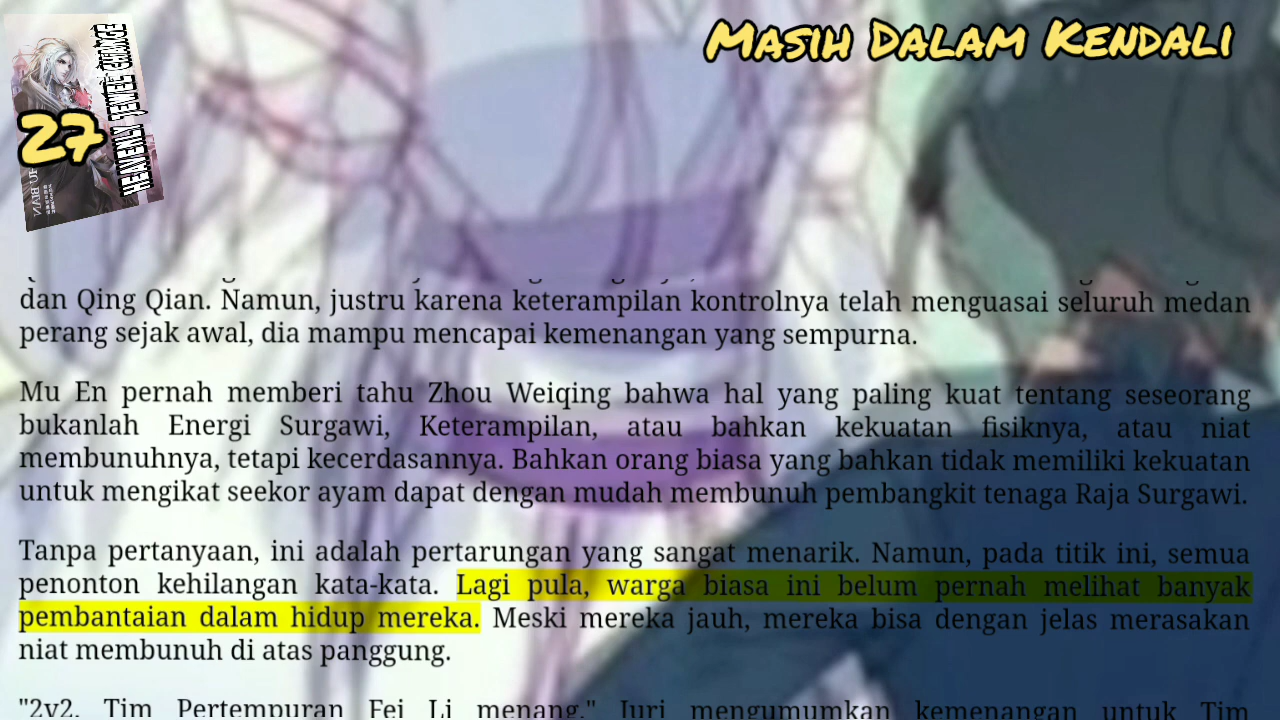 Masih Dalam Kendali
27
HEAVENLY JEWEL CHANGE
dan Qing Qian. Namun, justru karena keterampilan kontrolnya telah menguasai seluruh medan
perang sejak awal, dia mampu mencapai kemenangan yang sempurna.
Mu En pernah memberi tahu Zhou Weiqing bahwa hal yang paling kuat tentang seseorang
bukanlah Energi Surgawi, Keterampilan, atau bahkan kekuatan fisiknya, atau niat
membunuhnya, tetapi kecerdasannya. Bahkan orang biasa yang bahkan tidak memiliki kekuatan
untuk mengikat seekor ayam dapat dengan mudah membunuh pembangkit tenaga Raja Surgawi.
Tanpa pertanyaan, ini adalah pertarungan yang sangat menarik. Namun, pada titik ini, semua
penonton kehilangan kata-kata. Lagi pula, warga biasa ini belum pernah melihat banyak
pembantaian dalam hidup mereka. Meski mereka jauh, mereka bisa dengan jelas merasakan
niat membunuh di atas panggung.
"2v2, Tim Pertempuran Fei Li menang." Juri mengumumkan kemenangan untuk Tim